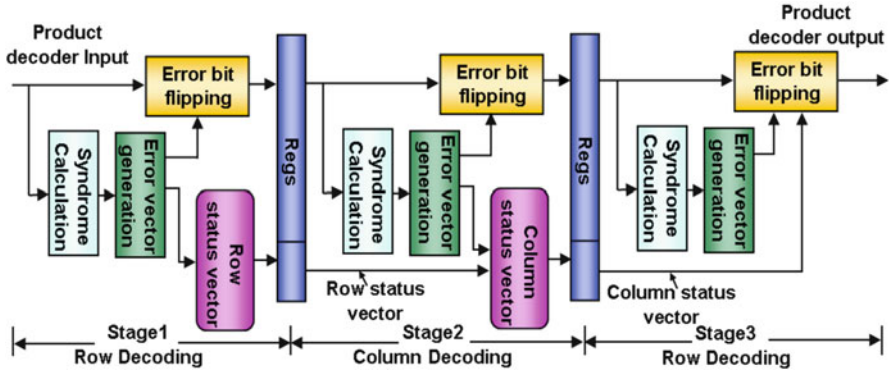 Product
decoder Input
Error bit
flipping
Syndrome
Calculation
Error vector
generation
Row
status vector
Regs
Error bit
flipping
Syndrome
Calculation
Error vector
generation
Row status
vector
Column
status vector
Regs
Product
decoder output
Error bit
flipping
Syndrome
Calculation
Error vector
generation
Column status
vector
Stage1
Row Decoding
Stage2
Column Decoding
Stage3
Row Decoding